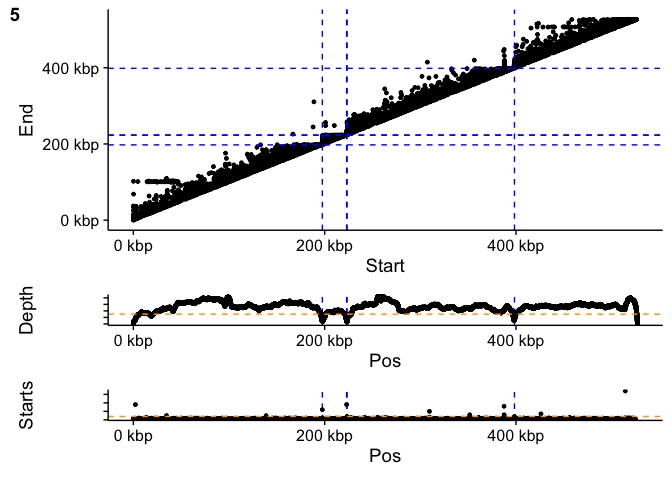 5
End
400 kbp
200 kbp
0 kbp
0 kbp 200 kbp 400 kbp
Start
Depth
0 kbp 200 kbp 400 kbp
Pos
Starts
0 kbp 200 kbp 400 kbp
Pos